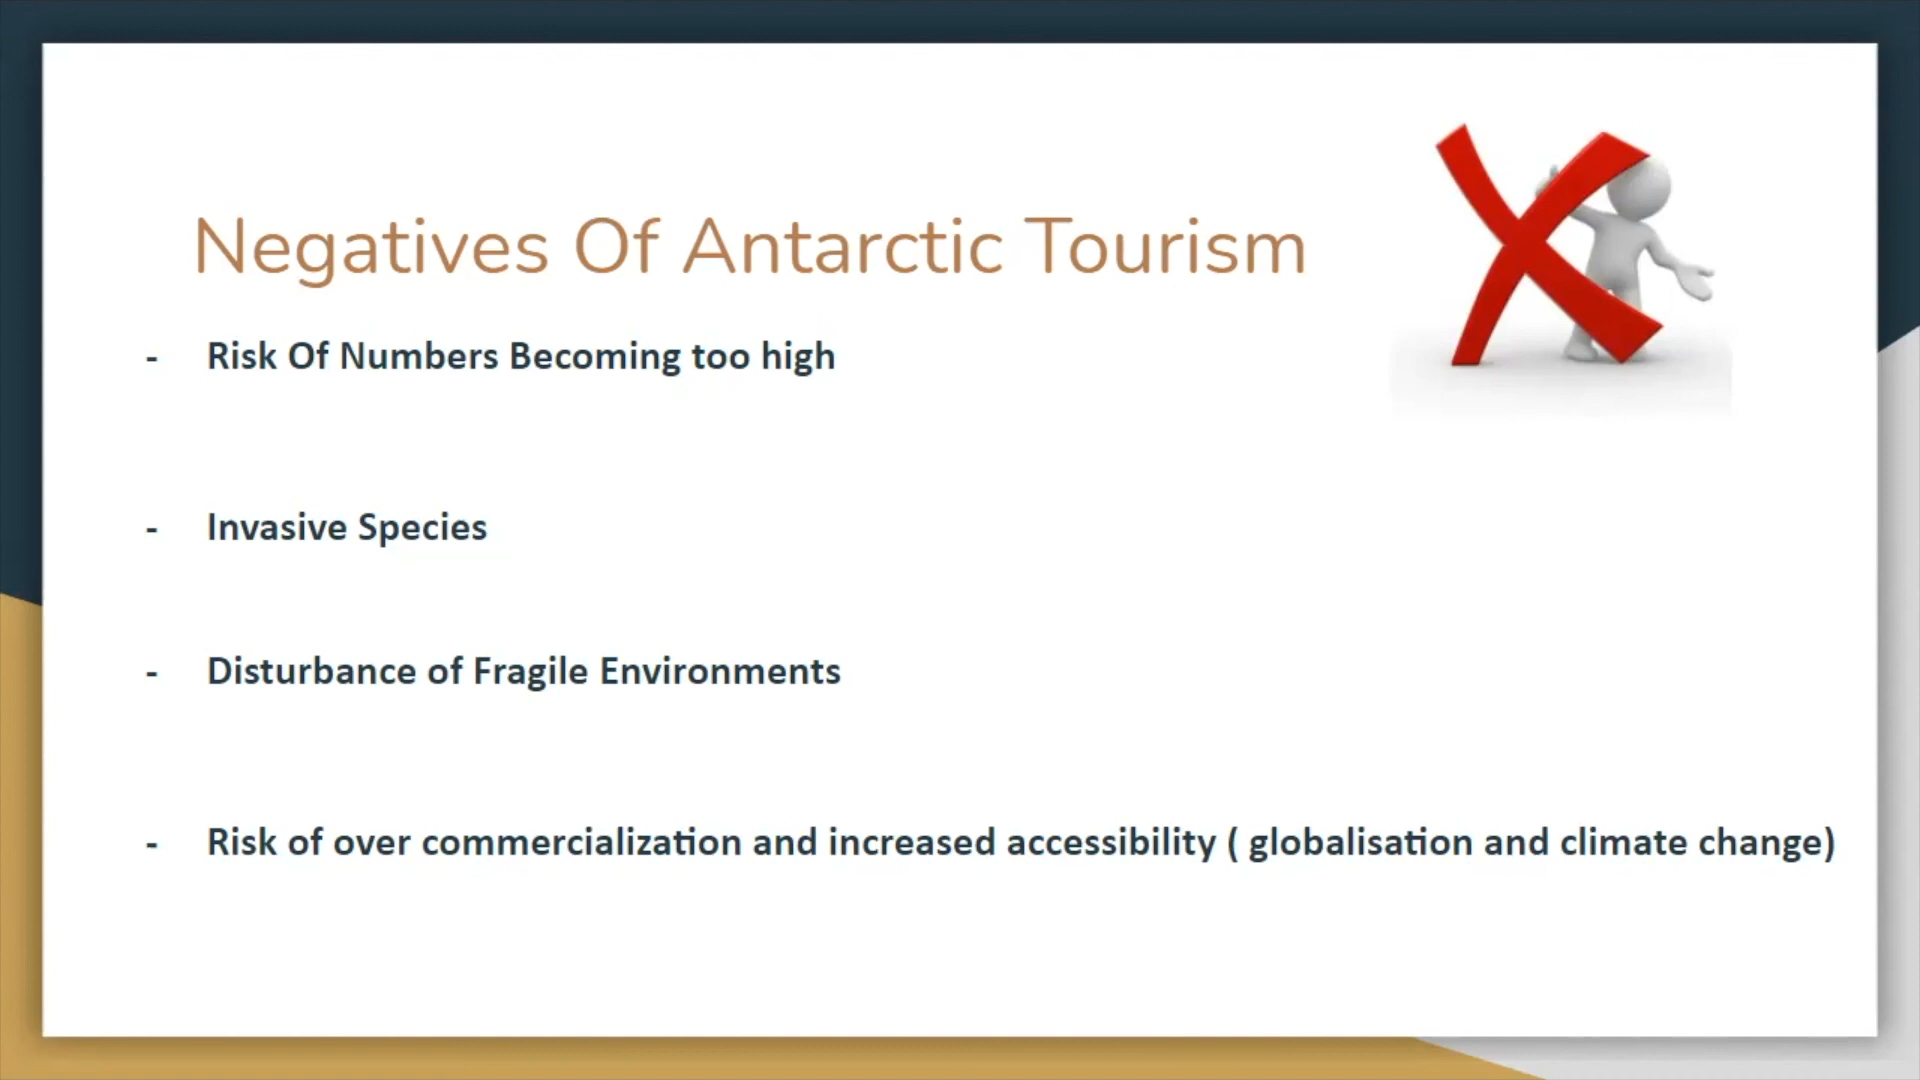 Negatives Of Antarctic Tourism
- Risk Of Numbers Becoming too high
- Invasive Species
- Disturbance of Fragile Environments
- Risk of over commercialization and increased accessibility ( globalisation and climate change)